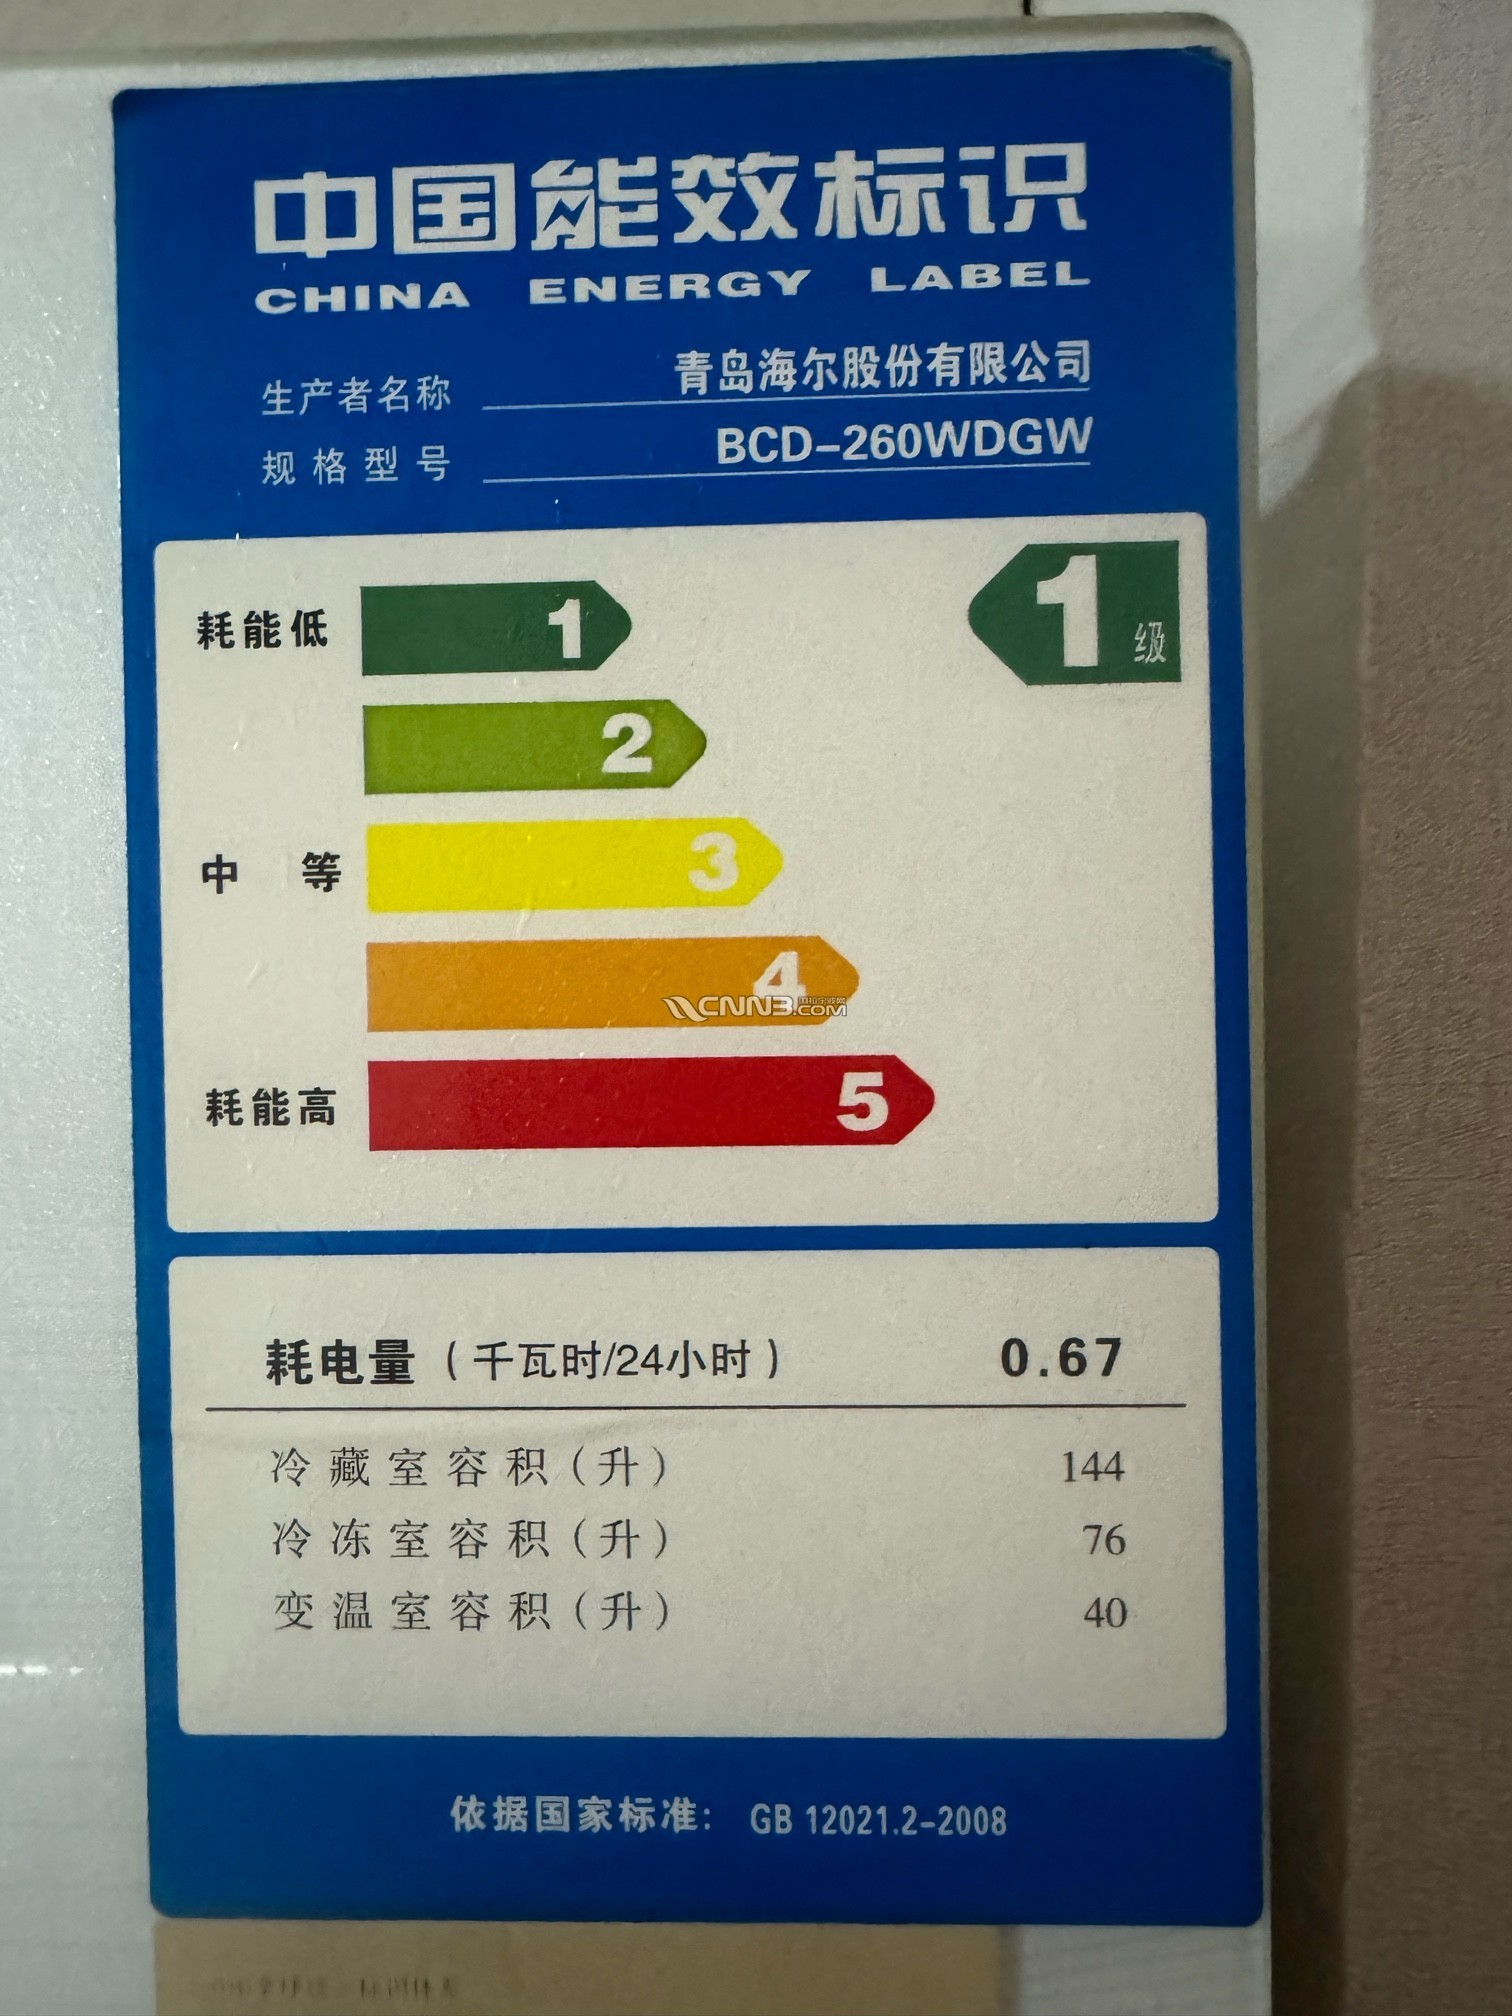 中国能效标识
CHINA ENERGY LABEL
生产者名称 青岛海尔股份有限公司
规格型号 BCD-260WDGW
耗能低 1 1级
2
中等 3
4
CNN3.COM
耗能高 5
耗电量（千瓦时/24小时） 0.67
冷藏室容积（升） 144
冷冻室容积（升） 76
变温室容积（升） 40
依据国家标准： GB 12021.2-2008